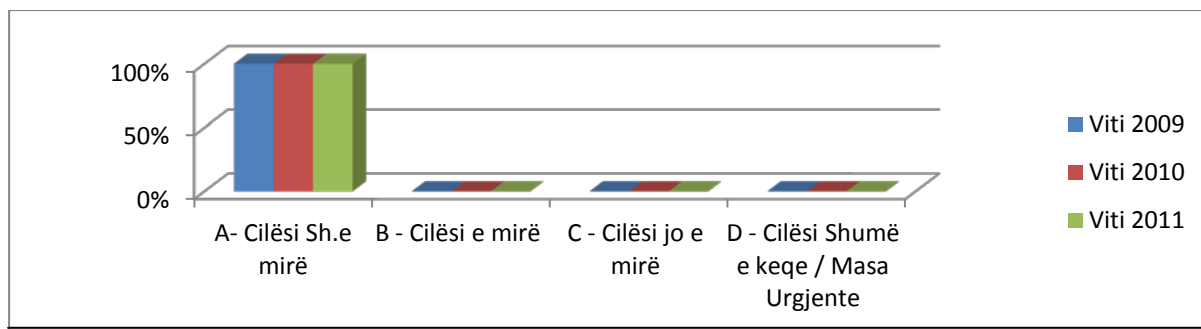 100%
50%
0%
A- Cilësi Sh.e
mirë
B - Cilësi e mirë
C - Cilësi jo e
mirë
D - Cilësi Shumë
e keqe / Masa
Urgjente
Viti 2009
Viti 2010
Viti 2011